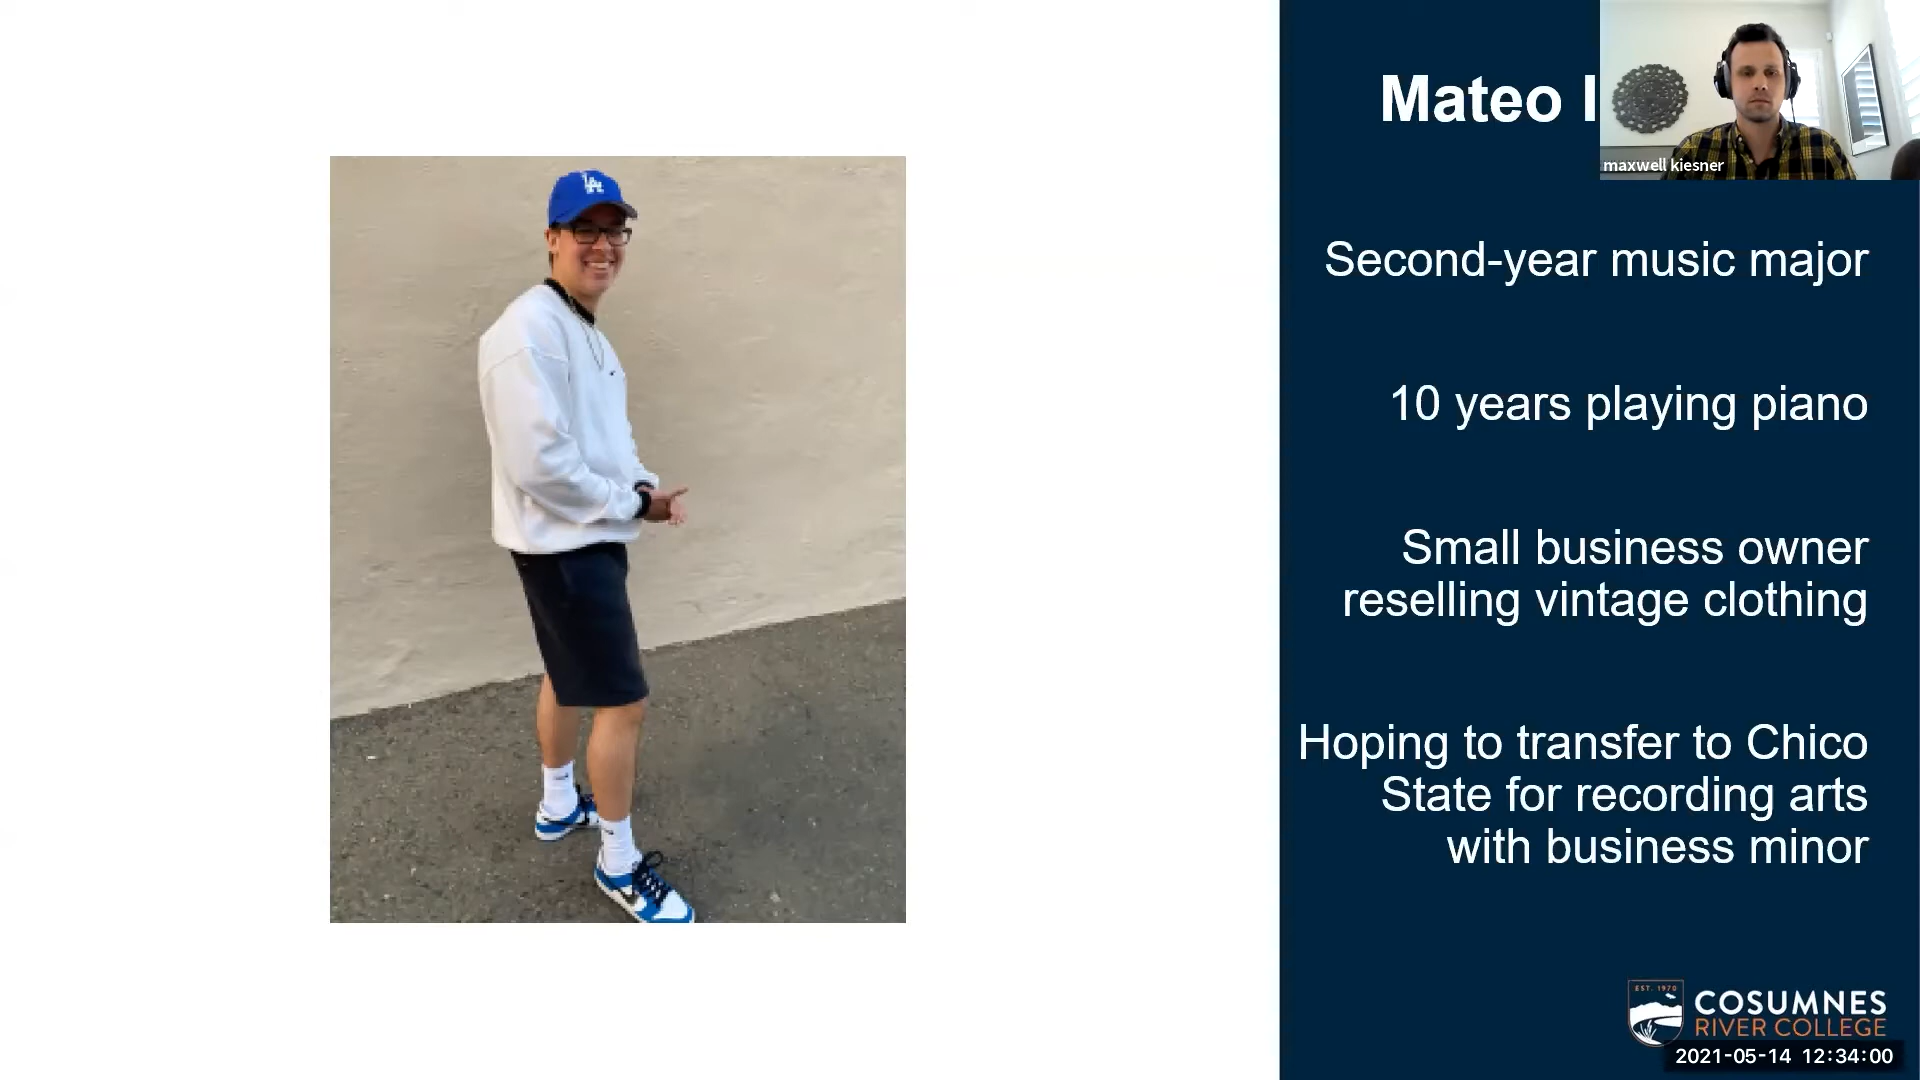 Mateo
maxwell kiesner
Second-year music major
10 years playing piano
Small business owner
reselling vintage clothing
Hoping to transfer to Chico
State for recording arts
with business minor
LA
EST. 1970
COSUMNES
RIVER COLLEGE
2021-05-14 12:34:00